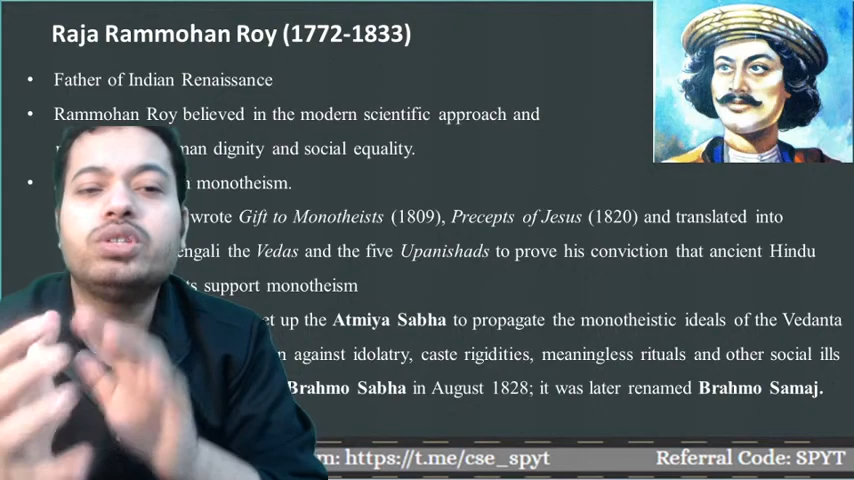 Raja Rammohan Roy (1772-1833)
• Father of Indian Renaissance
• Rammohan Roy believed in the modern scientific approach and
man dignity and social equality.
• monotheism.
wrote Gift to Monotheists (1809), Precepts of Jesus (1820) and translated into
engali the Vedas and the five Upanishads to prove his conviction that ancient Hindu
ts support monotheism
et up the Atmiya Sabha to propagate the monotheistic ideals of the Vedanta
n against idolatry, caste rigidities, meaningless rituals and other social ills
Brahmo Sabha in August 1828; it was later renamed Brahmo Samaj.
m: https://t.me/cse_spyt Referral Code: SPYT